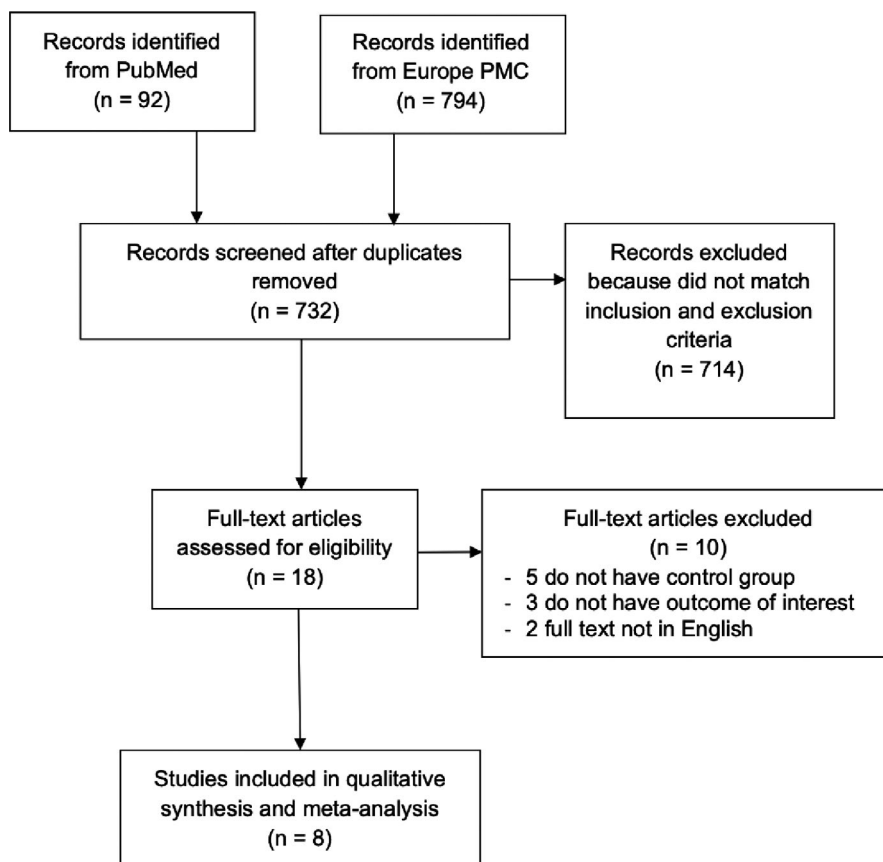 Records identified
from PubMed
(n = 92)
Records identified
from Europe PMC
(n = 794)
Records screened after duplicates
removed
(n = 732)
Records excluded
because did not match
inclusion and exclusion
criteria
(n = 714)
Full-text articles
assessed for eligibility
(n = 18)
Full-text articles excluded
(n = 10)
- 5 do not have control group
- 3 do not have outcome of interest
- 2 full text not in English
Studies included in qualitative
synthesis and meta-analysis
(n = 8)